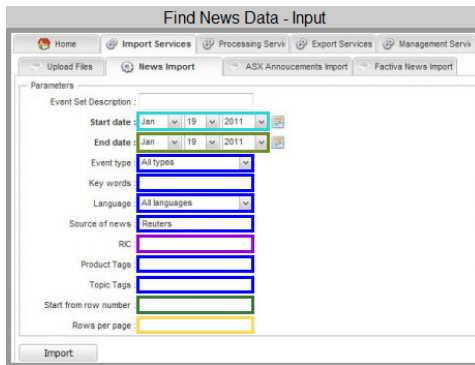 Find News Data - Input
Home Import Services Processing Servi Export Services Management Servi
Upload Files News Import ASX Annoucements Import Factiva News Import
Parameters
Event Set Description :
Start date : Jan 19 2011
End date : Jan 19 2011
Event type : All types
Key words :
Language : All languages
Source of news : Reuters
RIC :
Product Tags :
Topic Tags :
Start from row number :
Rows per page :
Import